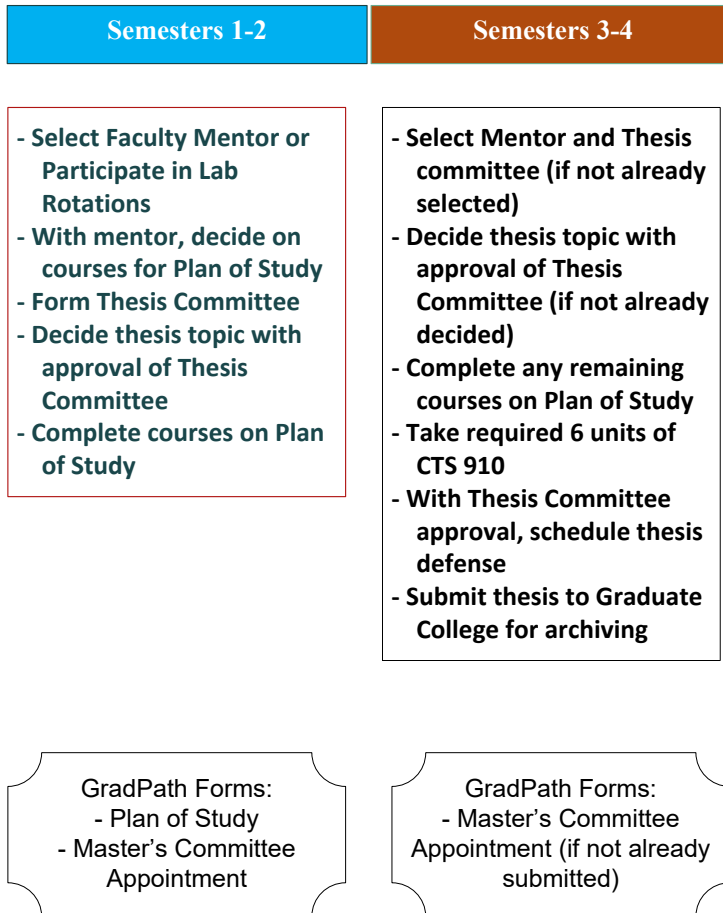 Semesters 1-2
Semesters 3-4
- Select Faculty Mentor or
Participate in Lab
Rotations
- With mentor, decide on
courses for Plan of Study
- Form Thesis Committee
- Decide thesis topic with
approval of Thesis
Committee
- Complete courses on Plan
of Study
- Select Mentor and Thesis
committee (if not already
selected)
- Decide thesis topic with
approval of Thesis
Committee (if not already
decided)
- Complete any remaining
courses on Plan of Study
- Take required 6 units of
CTS 910
- With Thesis Committee
approval, schedule thesis
defense
- Submit thesis to Graduate
College for archiving
GradPath Forms:
- Plan of Study
- Master’s Committee
Appointment
GradPath Forms:
- Master’s Committee
Appointment (if not already
submitted)